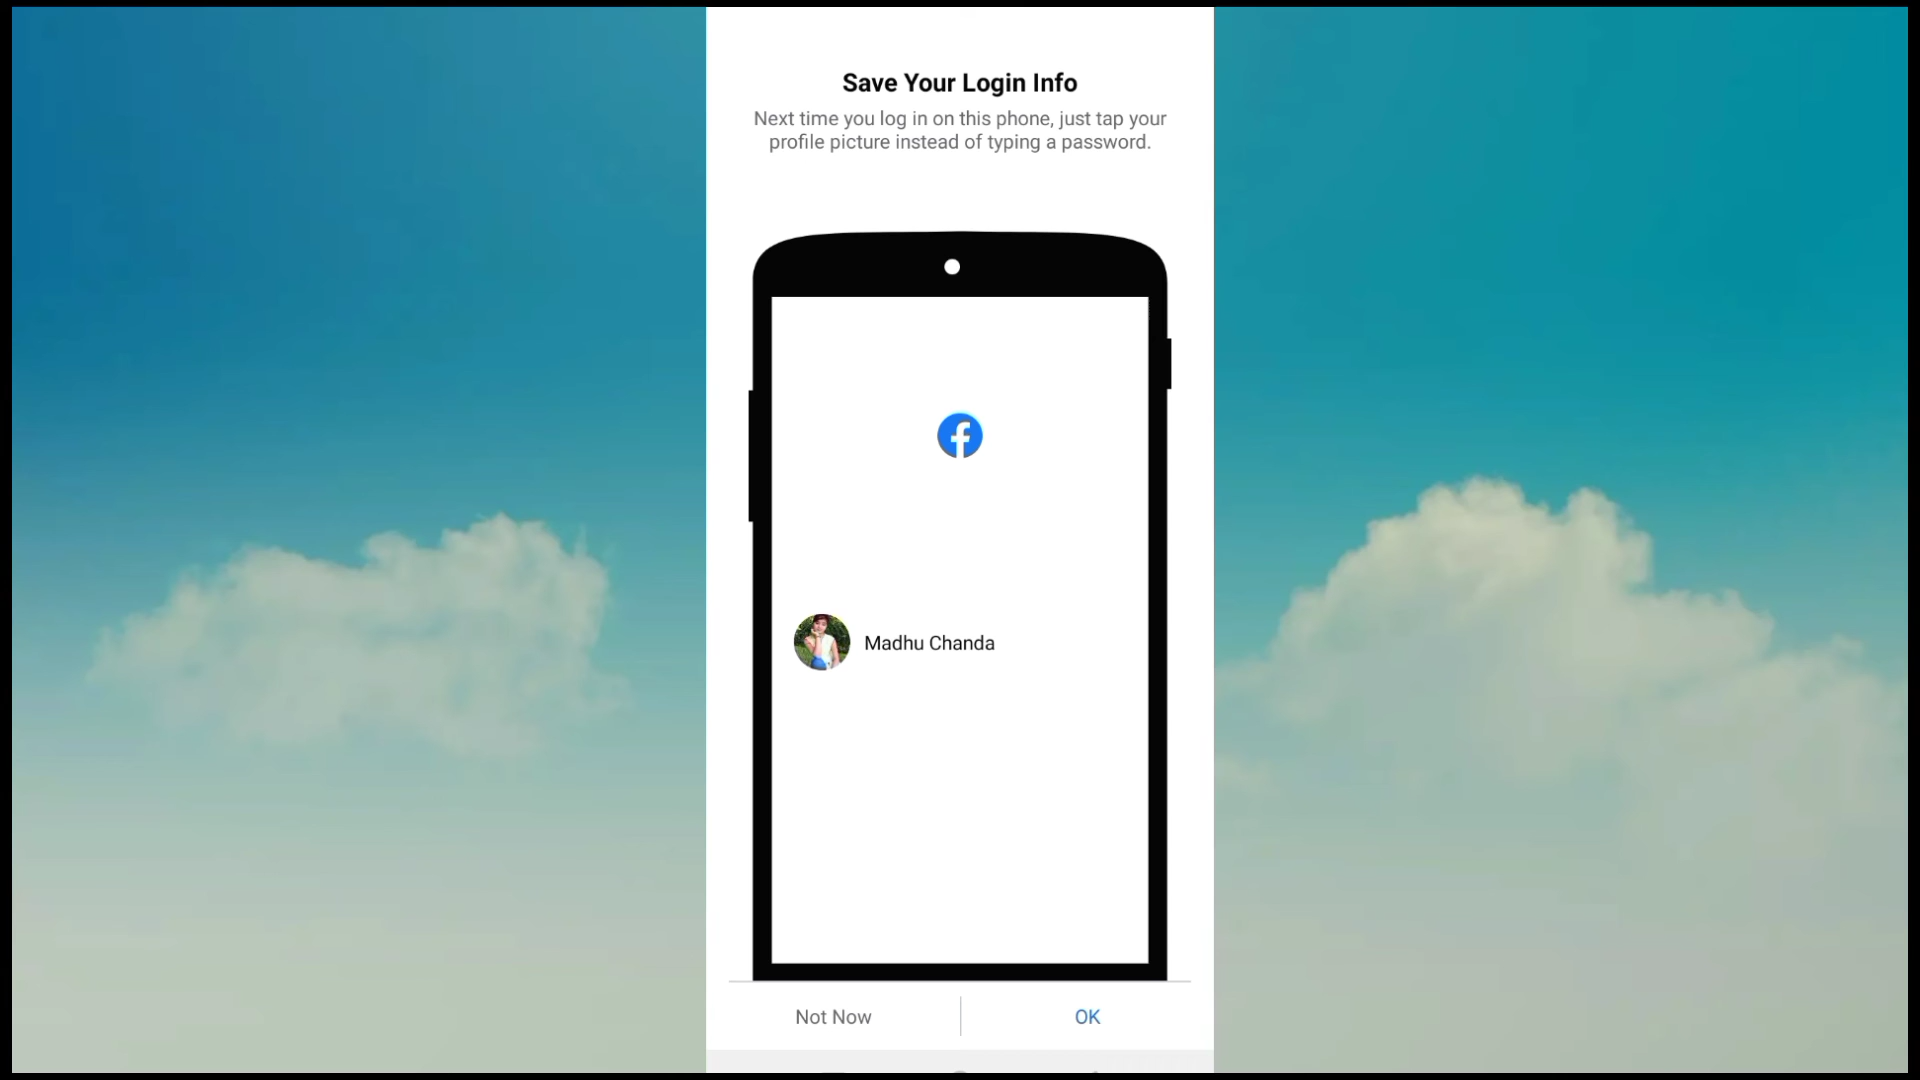 Save Your Login Info
Next time you log in on this phone, just tap your
profile picture instead of typing a password.
Madhu Chanda
Not Now
OK